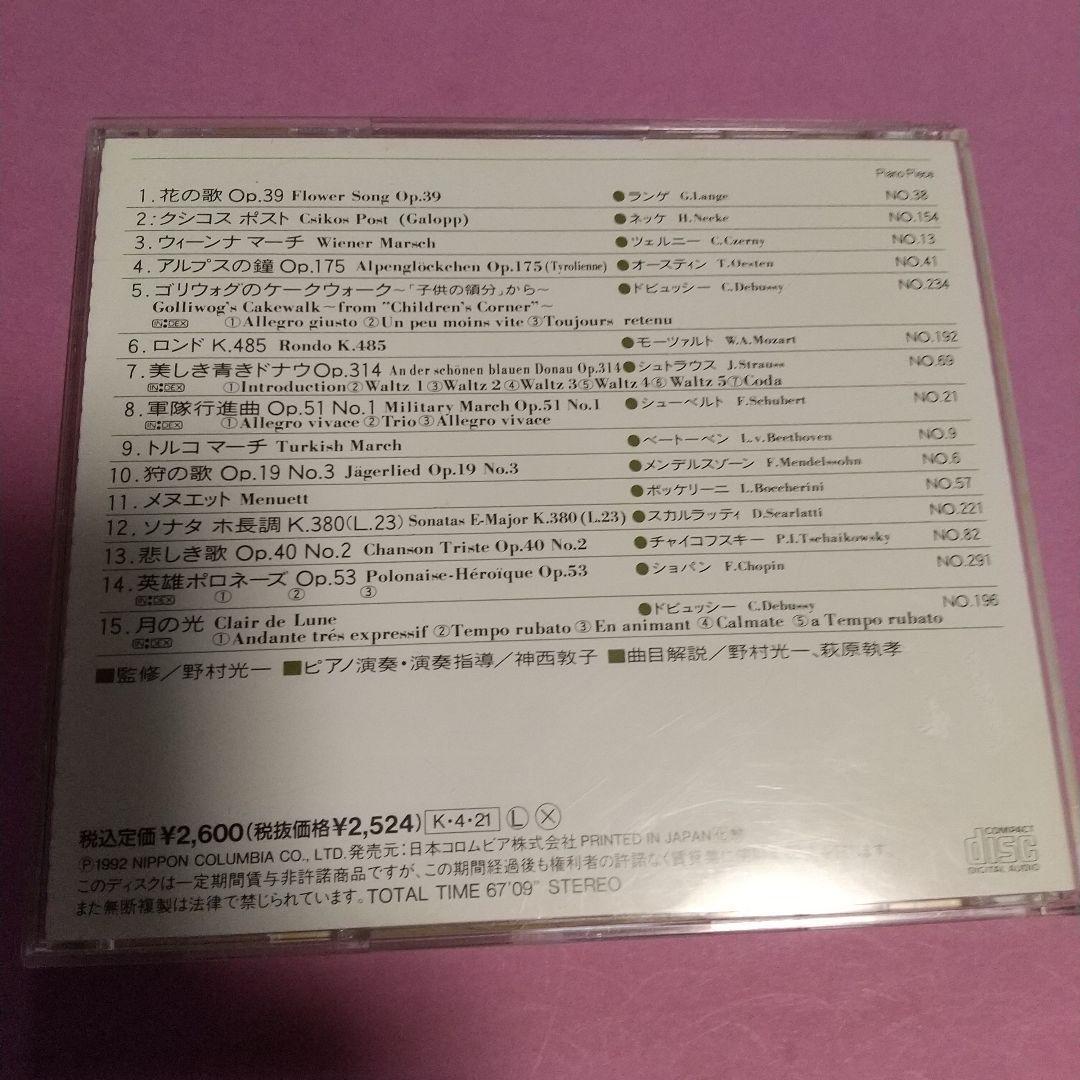 Piano Piece
1. 花の歌 Op.39 Flower Song Op.39 ●ランゲ G.Lange NO.38
2. クシコス ポスト Csikos Post (Galopp) ●ネッケ H.Necke NO.154
3. ウィーンナ マーチ Wiener Marsch ●ツェルニー C.Czerny NO.13
4. アルプスの鐘 Op.175 Alpenglöckchen Op.175 (Tyrolienne) ●オースティン T.Oesten NO.41
5. ゴリウォグのケークウォーク〜「子供の領分」から〜 ●ドビュッシー C.Debussy NO.234
Golliwog's Cakewalk〜from "Children's Corner"〜
INDEX ①Allegro giusto ②Un peu moins vite ③Toujours retenu
6. ロンド K.485 Rondo K.485 ●モーツァルト W.A.Mozart NO.192
7. 美しき青きドナウ Op.314 An der schönen blauen Donau Op.314 ●シュトラウス J.Strauss NO.69
INDEX ①Introduction ②Waltz 1 ③Waltz 2 ④Waltz 3 ⑤Waltz 4 ⑥Waltz 5 ⑦Coda
8. 軍隊行進曲 Op.51 No.1 Military March Op.51 No.1 ●シューベルト F.Schubert NO.21
INDEX ①Allegro vivace ②Trio ③Allegro vivace
9. トルコ マーチ Turkish March ●ベートーベン L.v.Beethoven NO.9
10. 狩の歌 Op.19 No.3 Jägerlied Op.19 No.3 ●メンデルスゾーン F.Mendelssohn NO.6
11. メヌエット Menuett ●ボッケリーニ L.Boccherini NO.57
12. ソナタ ホ長調 K.380(L.23) Sonatas E-Major K.380 (L.23) ●スカルラッティ D.Scarlatti NO.221
13. 悲しき歌 Op.40 No.2 Chanson Triste Op.40 No.2 ●チャイコフスキー P.I.Tschaikowsky NO.82
14. 英雄ポロネーズ Op.53 Polonaise-Héroïque Op.53 ●ショパン F.Chopin NO.291
INDEX ① ② ③
15. 月の光 Clair de Lune ●ドビュッシー C.Debussy NO.196
INDEX ①Andante trés expressif ②Tempo rubato ③En animant ④Calmate ⑤a Tempo rubato
■監修/野村光一 ■ピアノ演奏・演奏指導/神西敦子 ■曲目解説/野村光一、萩原執孝
税込定価¥2,600(税抜価格¥2,524) K・4・21 Ⓛ Ⓧ
Ⓟ1992 NIPPON COLUMBIA CO., LTD. 発売元:日本コロムビア株式会社 PRINTED IN JAPAN
このディスクは一定期間貸与非許諾商品ですが、この期間経過後も権利者の許諾なく賃貸業に
また無断複製は法律で禁じられています。TOTAL TIME 67'09" STEREO
COMPACT disc DIGITAL AUDIO